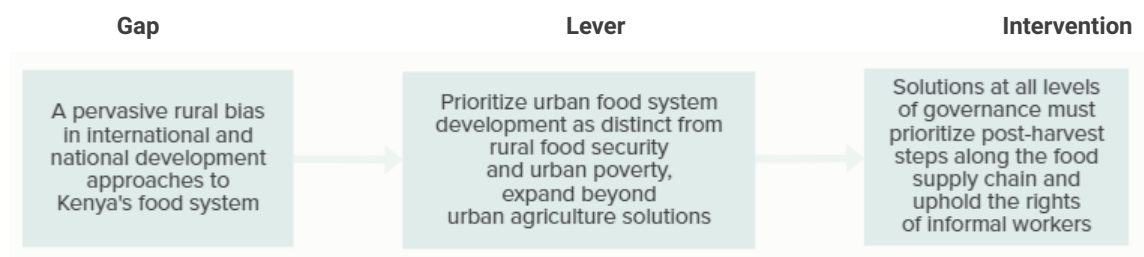 Gap
Lever
Intervention
A pervasive rural bias
in international and
national development
approaches to
Kenya's food system
Prioritize urban food system
development as distinct from
rural food security
and urban poverty,
expand beyond
urban agriculture solutions
Solutions at all levels
of governance must
prioritize post-harvest
steps along the food
supply chain and
uphold the rights
of informal workers